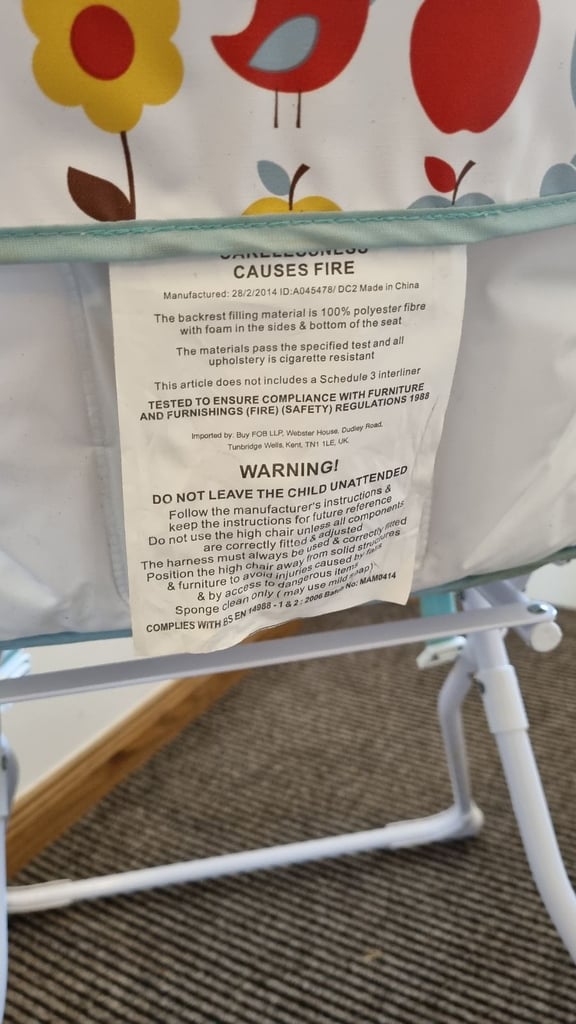 CARELESSNESS
CAUSES FIRE
Manufactured: 28/2/2014 ID:A045478/ DC2 Made in China
The backrest filling material is 100% polyester fibre
with foam in the sides & bottom of the seat
The materials pass the specified test and all
upholstery is cigarette resistant
This article does not includes a Schedule 3 interliner
TESTED TO ENSURE COMPLIANCE WITH FURNITURE
AND FURNISHINGS (FIRE) (SAFETY) REGULATIONS 1988
Imported by: Buy FOB LLP, Webster House, Dudley Road,
Tunbridge Wells, Kent, TN1 1LE, UK.
WARNING!
DO NOT LEAVE THE CHILD UNATTENDED
Follow the manufacturer's instructions &
keep the instructions for future reference
Do not use the high chair unless all components
are correctly fitted & adjusted
The harness must always be used & correctly fitted
Position the high chair away from solid structures
& furniture to avoid injuries caused by falls
& by access to dangerous items
Sponge clean only ( may use mild soap)
COMPLIES WITH BS EN 14988 - 1 & 2 : 2006 Batch No: MAM0414